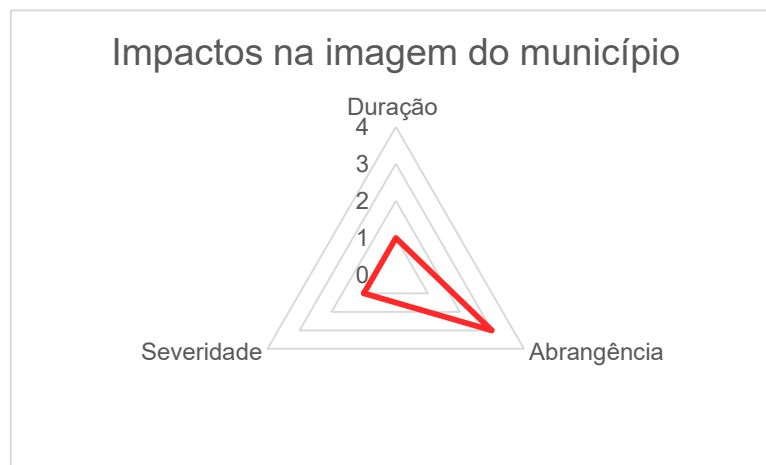 Impactos na imagem do município
Duração
4
3
2
1
0
Severidade
Abrangência